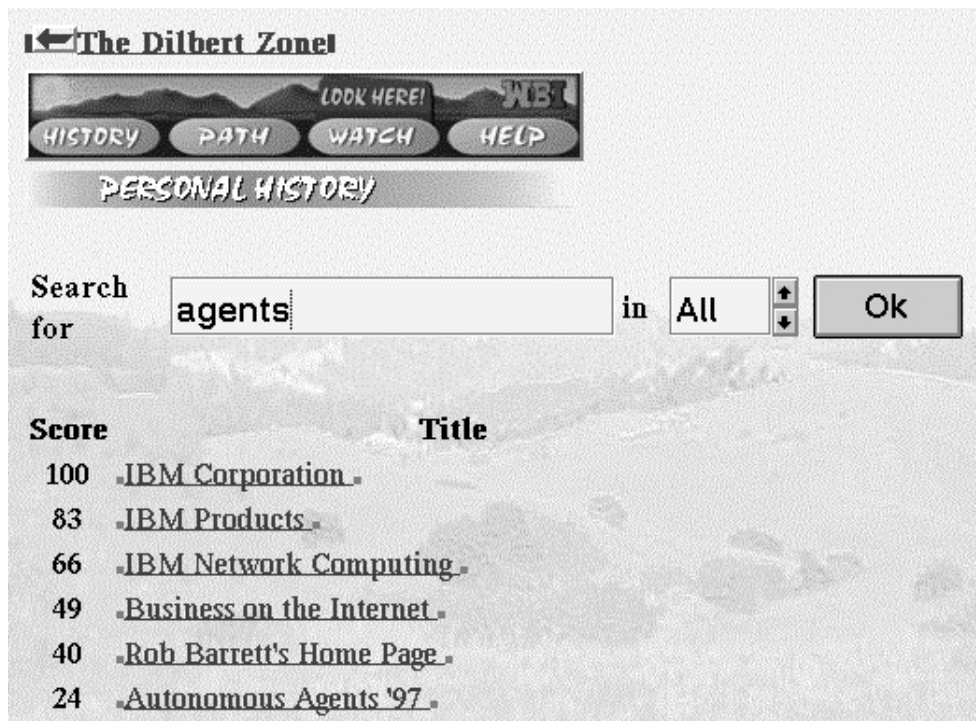 The Dilbert Zone
LOOK HERE! WBI
HISTORY PATH WATCH HELP
PERSONAL HISTORY
Search for agents in All Ok
Score Title
100 IBM Corporation
83 IBM Products
66 IBM Network Computing
49 Business on the Internet
40 Rob Barrett's Home Page
24 Autonomous Agents '97